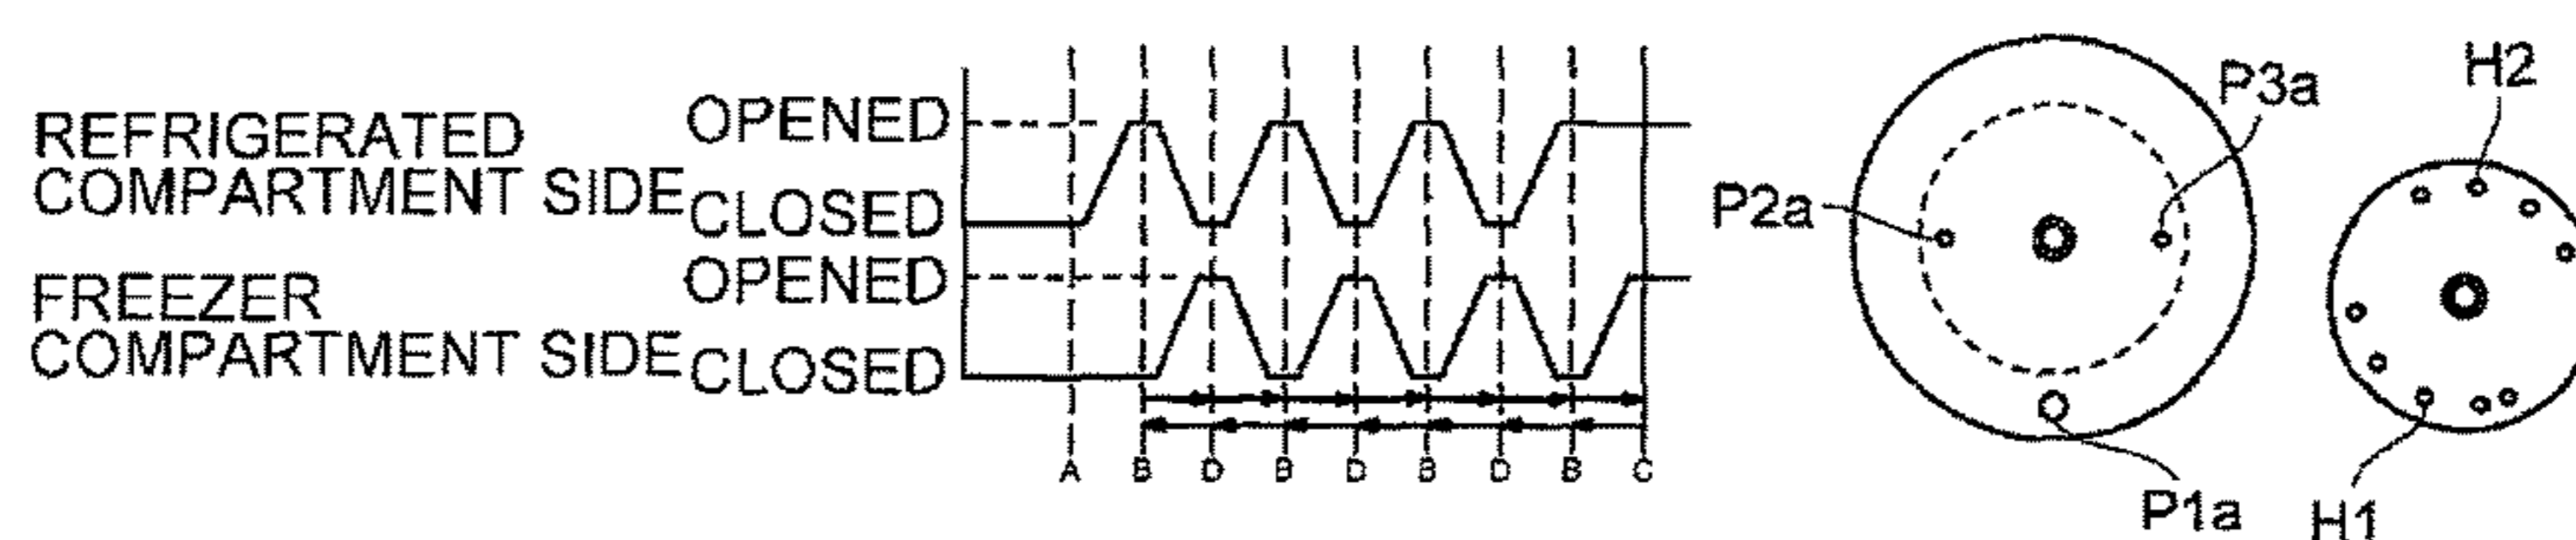 REFRIGERATED
COMPARTMENT SIDE
OPENED
CLOSED
FREEZER
COMPARTMENT SIDE
OPENED
CLOSED
A B D B D B D B C
P2a
P3a
P1a
H2
H1